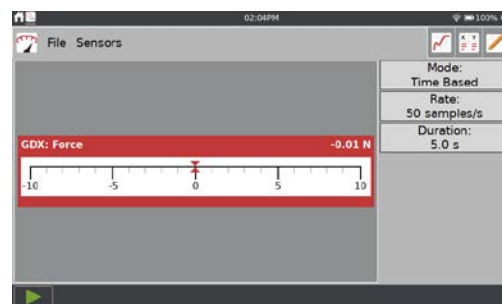 02:04PM
100%
File Sensors
X Y
Mode:
Time Based
Rate:
50 samples/s
Duration:
5.0 s
GDX: Force -0.01 N
-10 -5 0 5 10